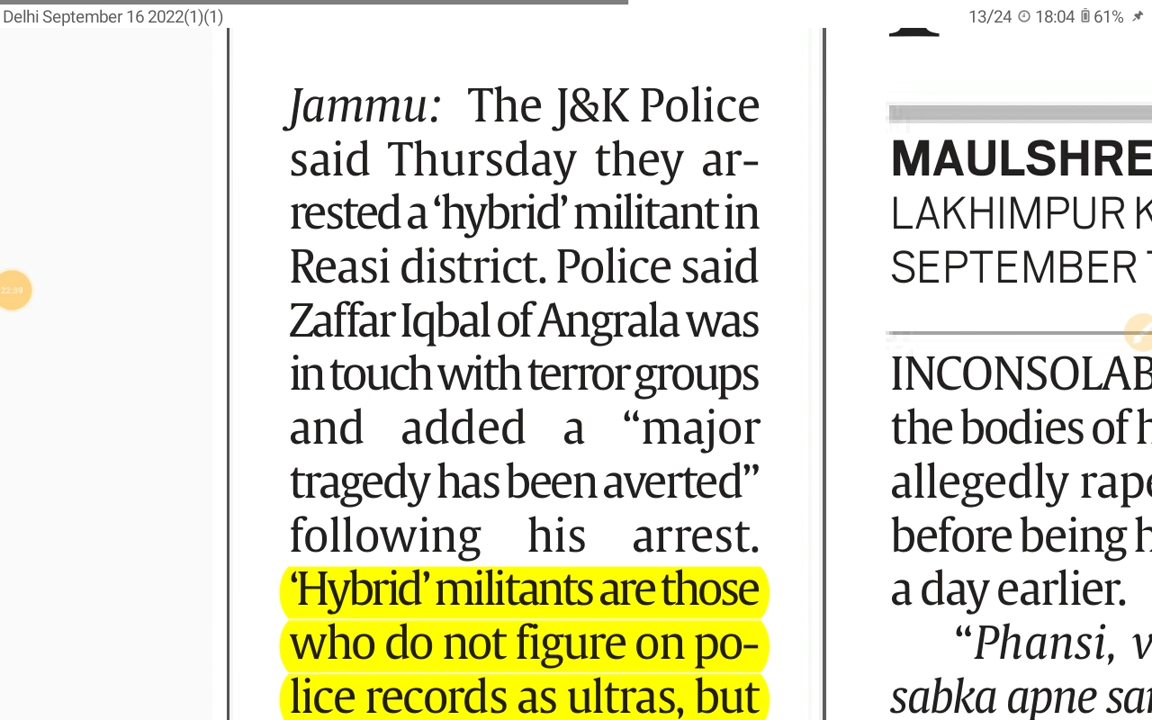 Delhi September 16 2022(1)(1)
13/24 18:04 61%
Jammu: The J&K Police
said Thursday they ar-
rested a ‘hybrid’ militant in
Reasi district. Police said
Zaffar Iqbal of Angrala was
in touch with terror groups
and added a “major
tragedy has been averted”
following his arrest.
‘Hybrid’ militants are those
who do not figure on po-
lice records as ultras, but
22:39
MAULSHRE
LAKHIMPUR K
SEPTEMBER
INCONSOLAB
the bodies of h
allegedly rape
before being h
a day earlier.
“Phansi, v
sabka apne sa